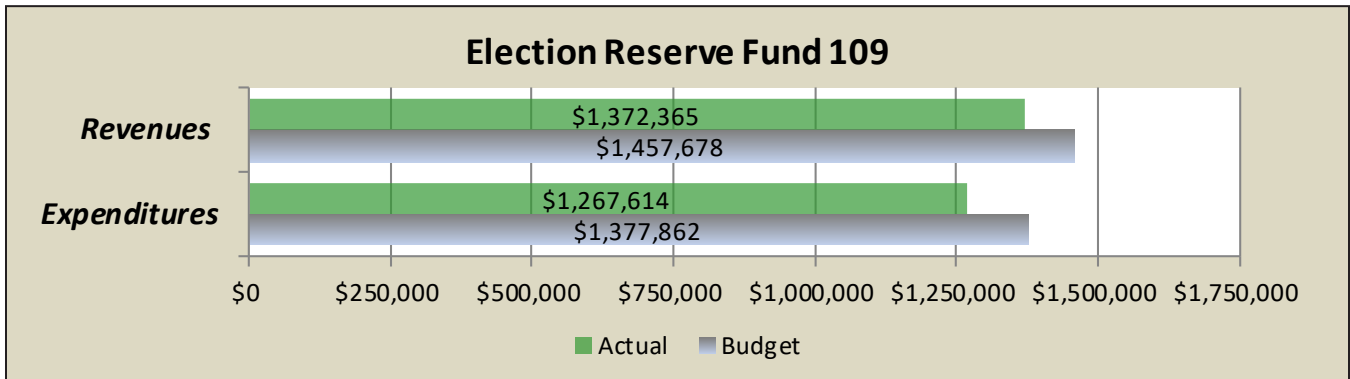 Election Reserve Fund 109
Revenues
$1,372,365
$1,457,678
Expenditures
$1,267,614
$1,377,862
$0 $250,000 $500,000 $750,000 $1,000,000 $1,250,000 $1,500,000 $1,750,000
Actual Budget